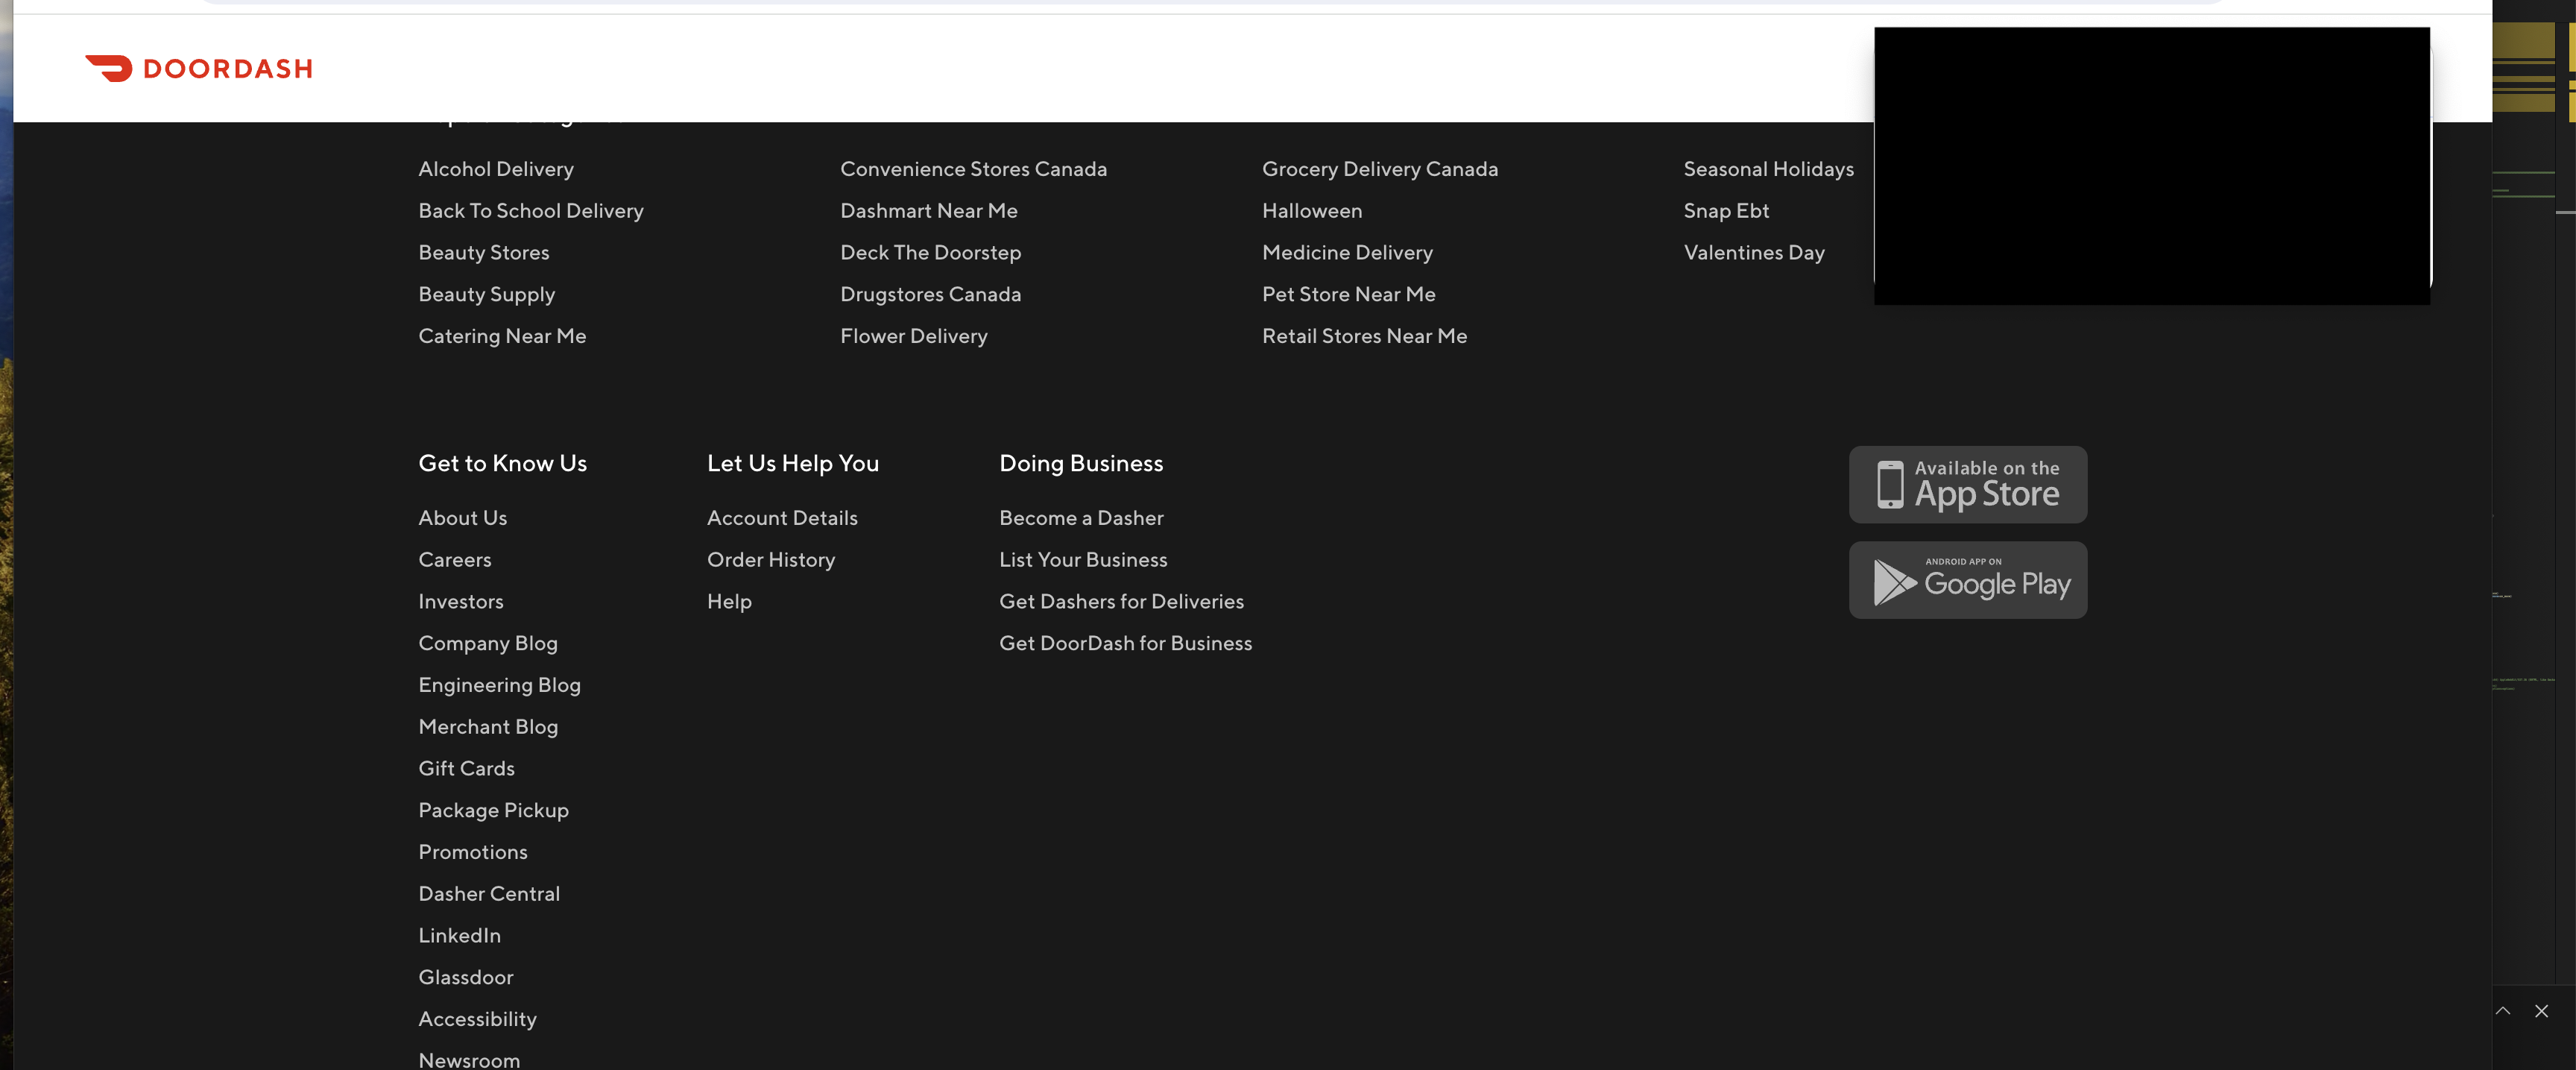 DOORDASH
Alcohol Delivery
Back To School Delivery
Beauty Stores
Beauty Supply
Catering Near Me
Convenience Stores Canada
Dashmart Near Me
Deck The Doorstep
Drugstores Canada
Flower Delivery
Grocery Delivery Canada
Halloween
Medicine Delivery
Pet Store Near Me
Retail Stores Near Me
Seasonal Holidays
Snap Ebt
Valentines Day
Get to Know Us
About Us
Careers
Investors
Company Blog
Engineering Blog
Merchant Blog
Gift Cards
Package Pickup
Promotions
Dasher Central
LinkedIn
Glassdoor
Accessibility
Newsroom
Let Us Help You
Account Details
Order History
Help
Doing Business
Become a Dasher
List Your Business
Get Dashers for Deliveries
Get DoorDash for Business
Available on the
App Store
ANDROID APP ON
Google Play